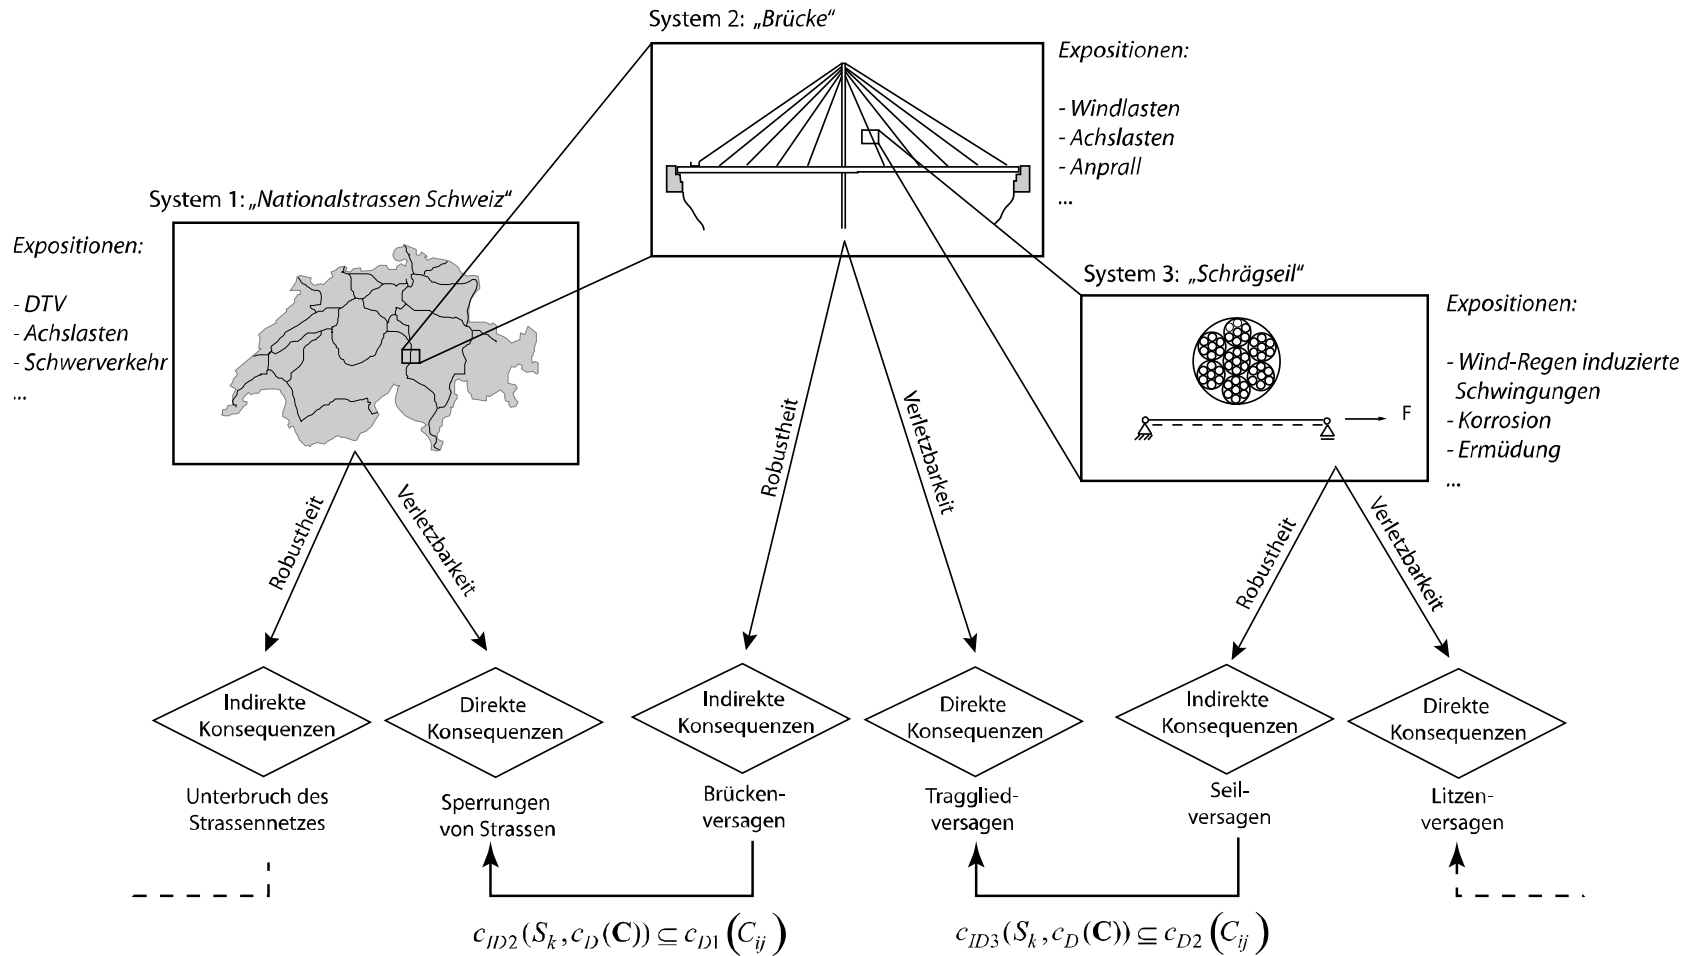 System 2: „Brücke“
Expositionen:
- Windlasten
- Achslasten
- Anprall
...
System 1: „Nationalstrassen Schweiz“
Expositionen:
- DTV
- Achslasten
- Schwerverkehr
...
System 3: „Schrägseil“
F
Expositionen:
- Wind-Regen induzierte
Schwingungen
- Korrosion
- Ermüdung
...
Robustheit
Verletzbarkeit
Robustheit
Verletzbarkeit
Robustheit
Verletzbarkeit
Indirekte
Konsequenzen
Direkte
Konsequenzen
Indirekte
Konsequenzen
Direkte
Konsequenzen
Indirekte
Konsequenzen
Direkte
Konsequenzen
Unterbruch des
Strassennetzes
Sperrungen
von Strassen
Brücken-
versagen
Traggliedversagen
Seil-
versagen
Litzen-
versagen
c_{ID2}(S_k, c_D(C)) ⊆ c_{D1}(C_{ij})
c_{ID3}(S_k, c_D(C)) ⊆ c_{D2}(C_{ij})